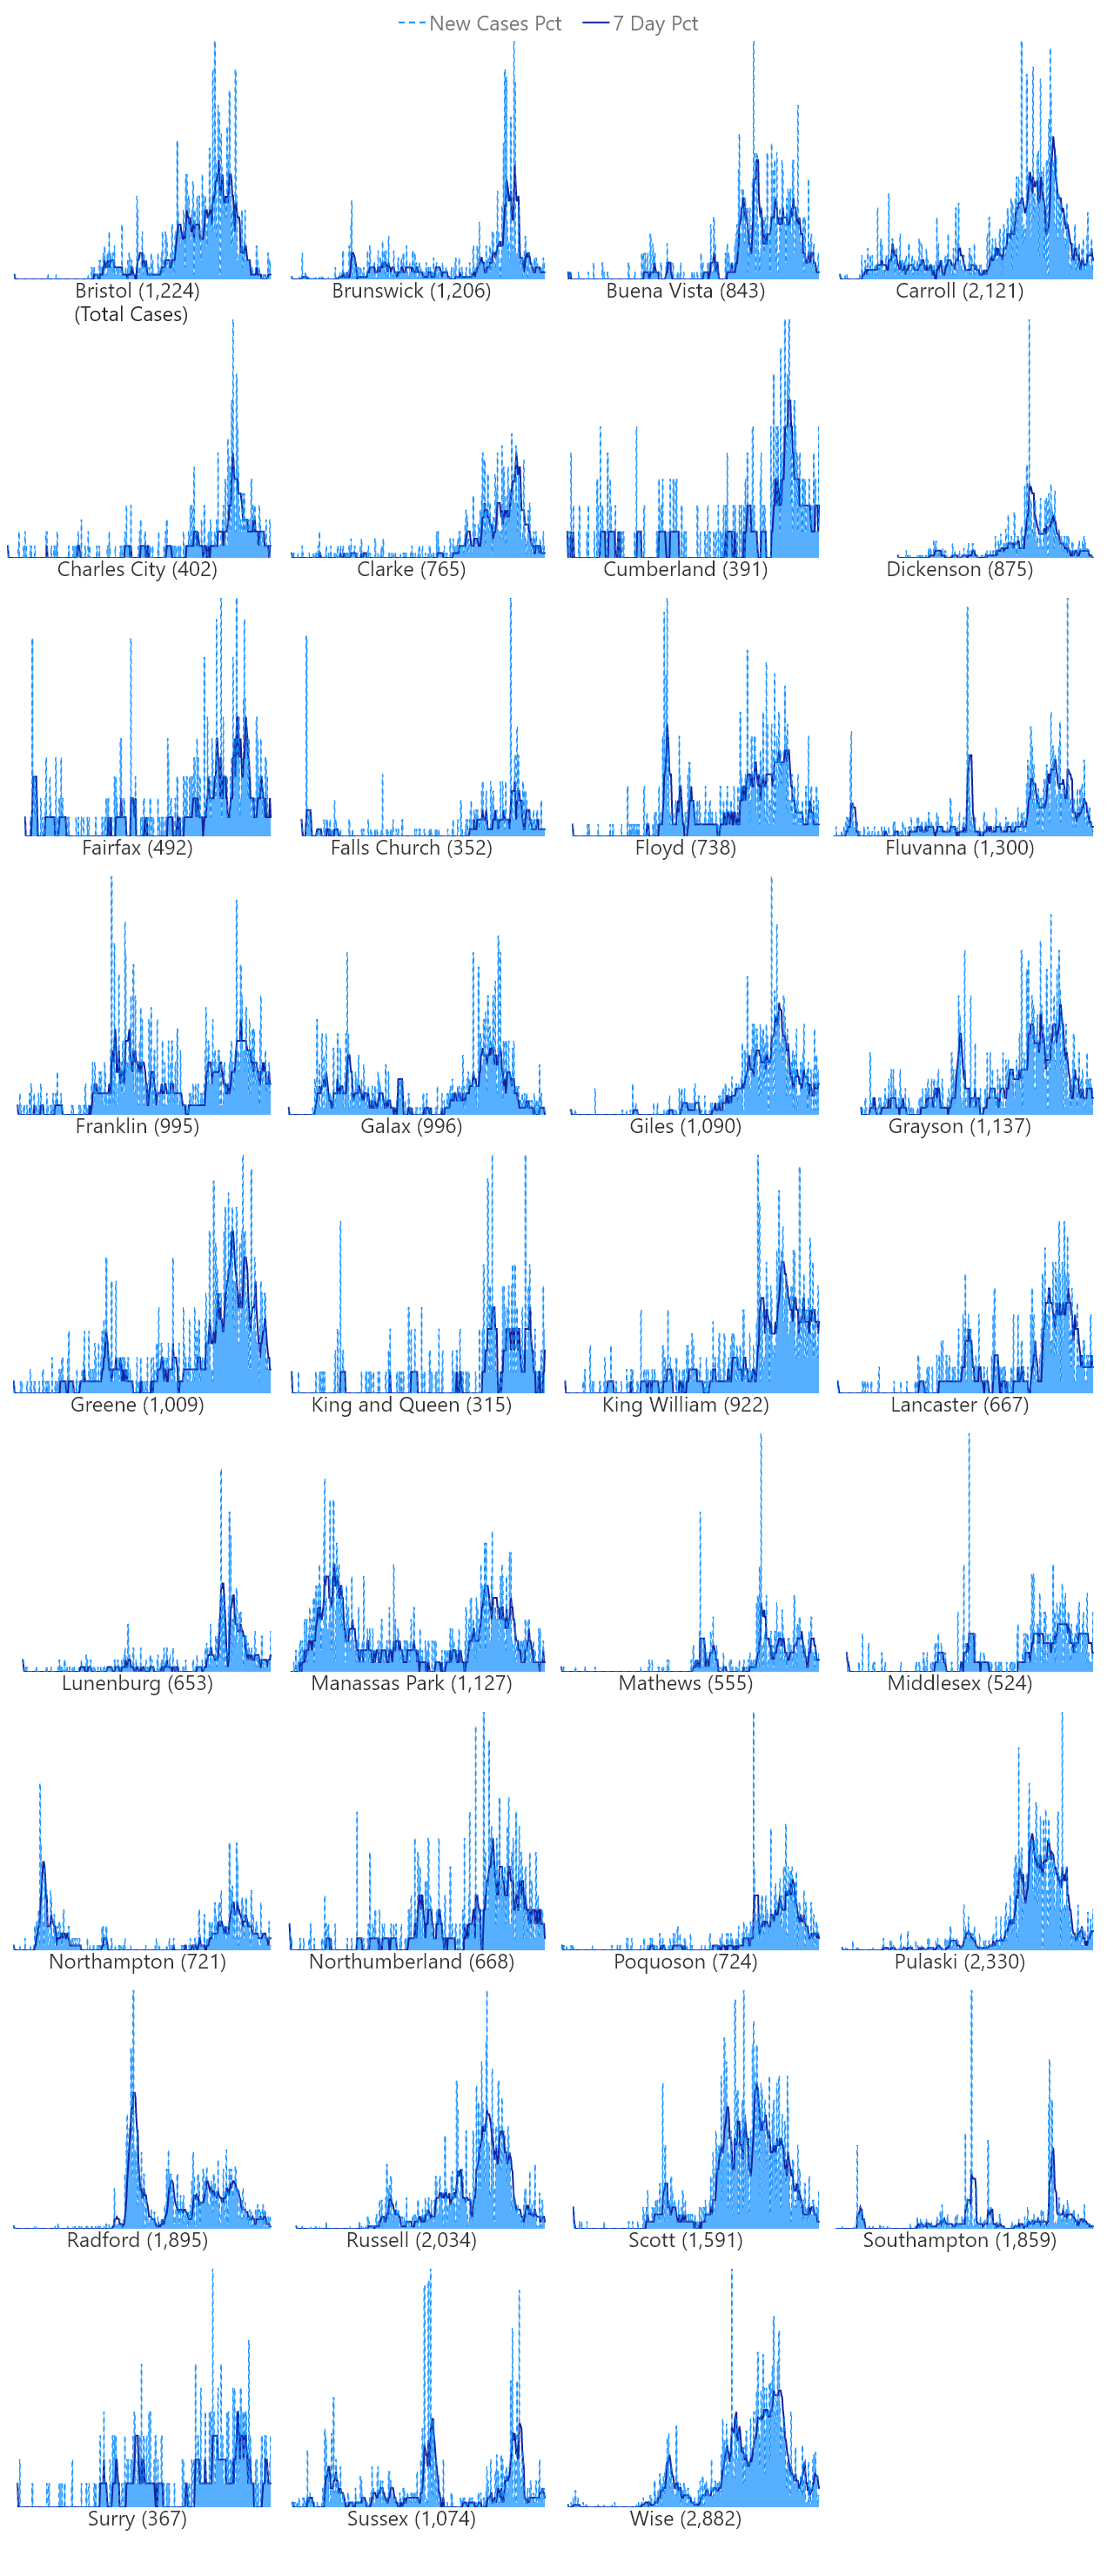 New Cases Pct 7 Day Pct
Bristol (1,224) Brunswick (1,206) Buena Vista (843) Carroll (2,121)
(Total Cases)
Charles City (402) Clarke (765) Cumberland (391) Dickenson (875)
Fairfax (492) Falls Church (352) Floyd (738) Fluvanna (1,300)
Franklin (995) Galax (996) Giles (1,090) Grayson (1,137)
Greene (1,009) King and Queen (315) King William (922) Lancaster (667)
Lunenburg (653) Manassas Park (1,127) Mathews (555) Middlesex (524)
Northampton (721) Northumberland (668) Poquoson (724) Pulaski (2,330)
Radford (1,895) Russell (2,034) Scott (1,591) Southampton (1,859)
Surry (367) Sussex (1,074) Wise (2,882)